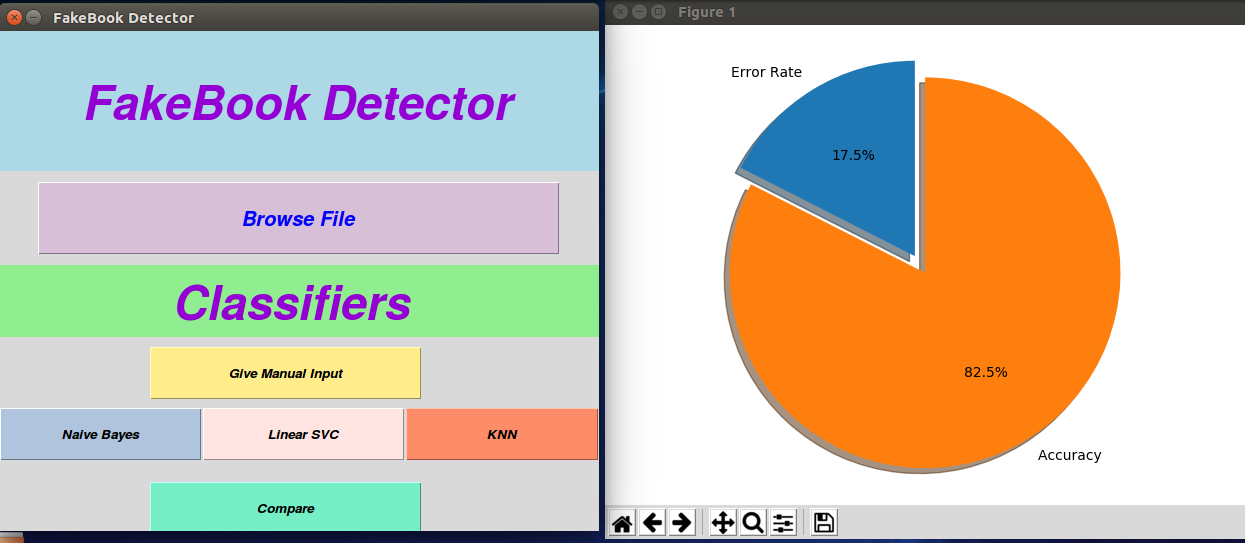 FakeBook Detector
FakeBook Detector
Browse File
Classifiers
Give Manual Input
Naive Bayes
Linear SVC
KNN
Compare
Figure 1
Error Rate
17.5%
82.5%
Accuracy